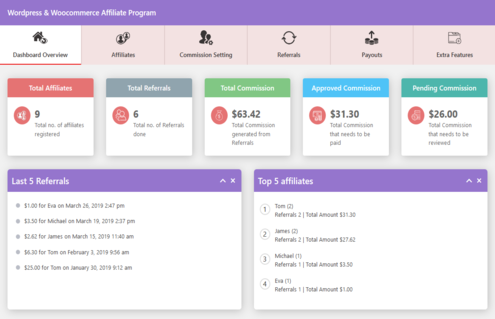 Wordpress & Woocommerce Affiliate Program
Dashboard Overview
Affiliates
Commission Setting
Referrals
Payouts
Extra Features
Total Affiliates
9
Total no. of affiliates
registered
Total Referrals
6
Total no. of Referrals
done
Total Commission
$63.42
Total Commission
generated from
Referrals
Approved Commission
$31.30
Total Commission
that needs to be
paid
Pending Commission
$26.00
Total Commission
that needs to be
reviewed
Last 5 Referrals
$1.00 for Eva on March 26, 2019 2:47 pm
$3.50 for Michael on March 19, 2019 2:37 pm
$2.62 for James on March 15, 2019 11:40 am
$6.30 for Tom on February 3, 2019 9:56 am
$25.00 for Tom on January 30, 2019 9:12 am
Top 5 affiliates
1 Tom (2)
Referrals 2 | Total Amount $31.30
2 James (2)
Referrals 2 | Total Amount $27.62
3 Michael (1)
Referrals 1 | Total Amount $3.50
4 Eva (1)
Referrals 1 | Total Amount $1.00